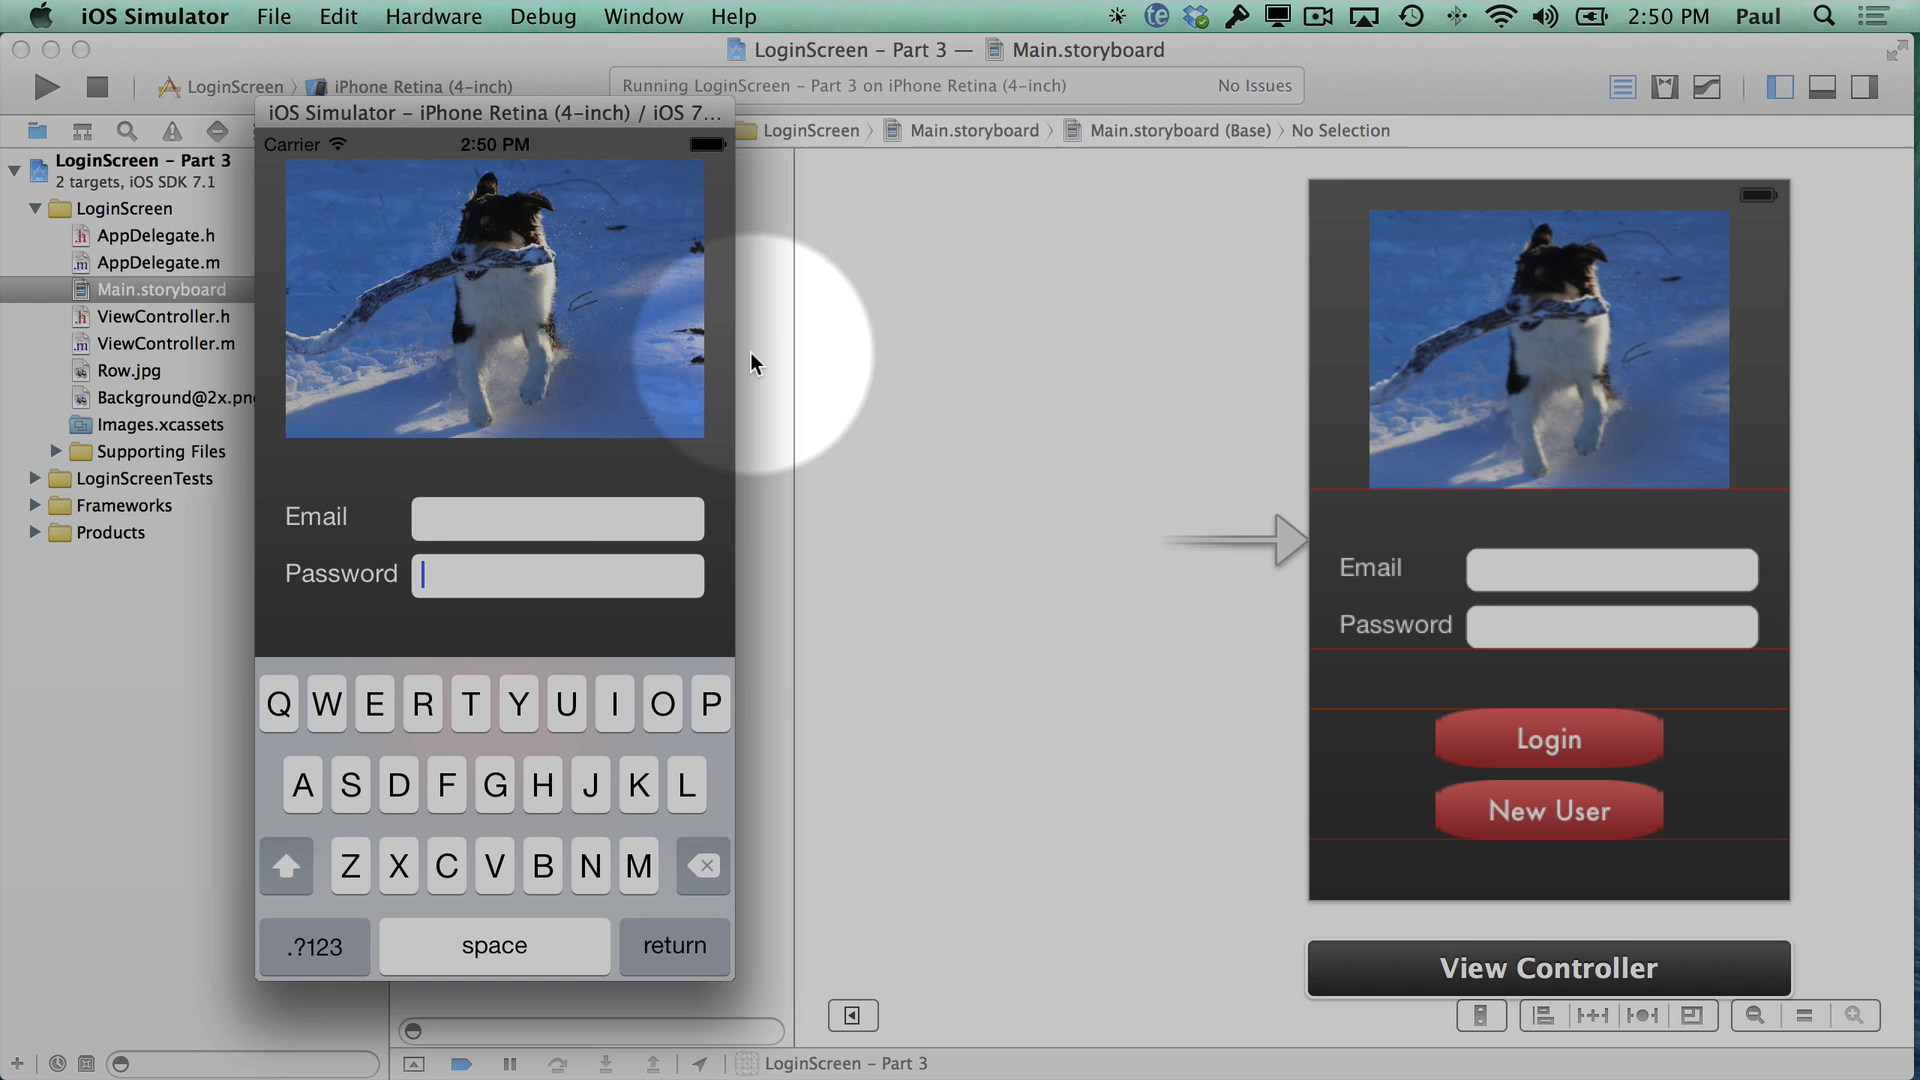 iOS Simulator File Edit Hardware Debug Window Help 2:50 PM Paul
LoginScreen – Part 3 — Main.storyboard
LoginScreen iPhone Retina (4-inch) Running LoginScreen – Part 3 on iPhone Retina (4-inch) No Issues
iOS Simulator – iPhone Retina (4-inch) / iOS 7...
LoginScreen Main.storyboard Main.storyboard (Base) No Selection
LoginScreen – Part 3
2 targets, iOS SDK 7.1
LoginScreen
AppDelegate.h
AppDelegate.m
Main.storyboard
ViewController.h
ViewController.m
Row.jpg
Background@2x.png
Images.xcassets
Supporting Files
LoginScreenTests
Frameworks
Products
Carrier 2:50 PM
Email
Password
Q W E R T Y U I O P
A S D F G H J K L
Z X C V B N M
.?123 space return
Email
Password
Login
New User
View Controller
LoginScreen – Part 3